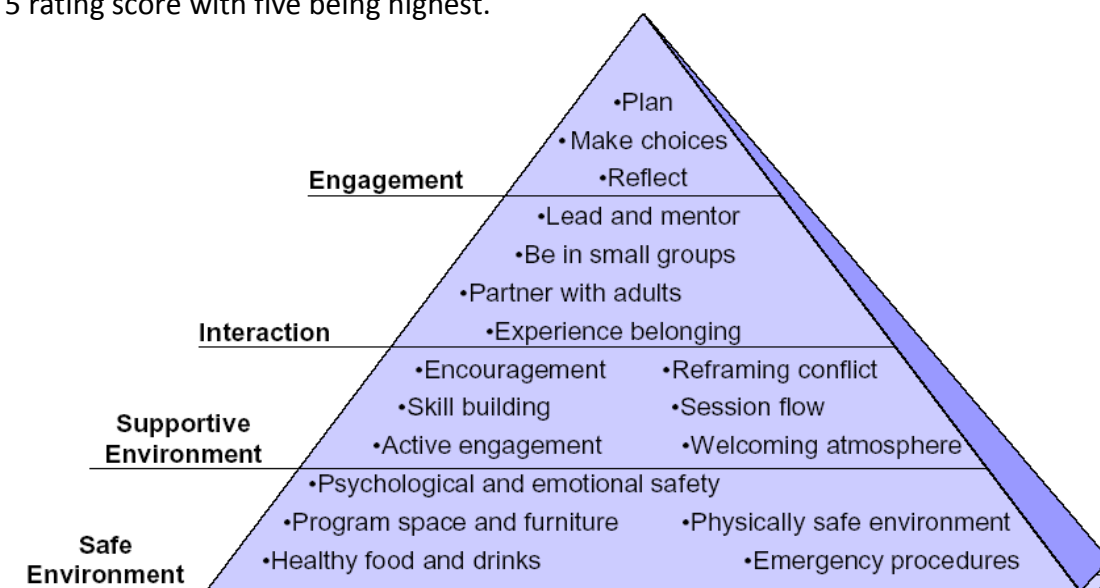 5 rating score with five being highest.
•Plan
•Make choices
•Reflect
Engagement
•Lead and mentor
•Be in small groups
•Partner with adults
•Experience belonging
Interaction
•Encouragement •Reframing conflict
•Skill building •Session flow
•Active engagement •Welcoming atmosphere
Supportive
Environment
•Psychological and emotional safety
•Program space and furniture •Physically safe environment
•Healthy food and drinks •Emergency procedures
Safe
Environment